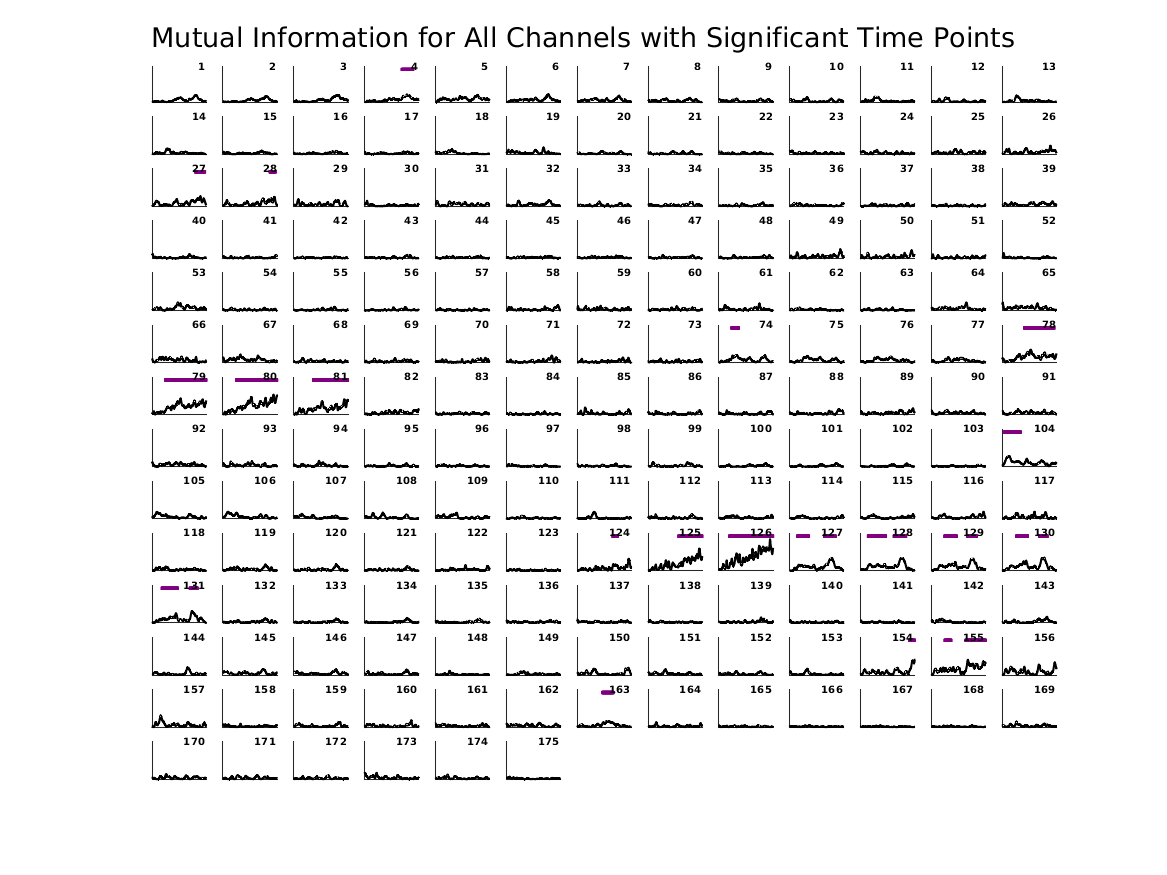 Mutual Information for All Channels with Significant Time Points
1 2 3 4 5 6 7 8 9 10 11 12 13
14 15 16 17 18 19 20 21 22 23 24 25 26
27 28 29 30 31 32 33 34 35 36 37 38 39
40 41 42 43 44 45 46 47 48 49 50 51 52
53 54 55 56 57 58 59 60 61 62 63 64 65
66 67 68 69 70 71 72 73 74 75 76 77 78
79 80 81 82 83 84 85 86 87 88 89 90 91
92 93 94 95 96 97 98 99 100 101 102 103 104
105 106 107 108 109 110 111 112 113 114 115 116 117
118 119 120 121 122 123 124 125 126 127 128 129 130
131 132 133 134 135 136 137 138 139 140 141 142 143
144 145 146 147 148 149 150 151 152 153 154 155 156
157 158 159 160 161 162 163 164 165 166 167 168 169
170 171 172 173 174 175